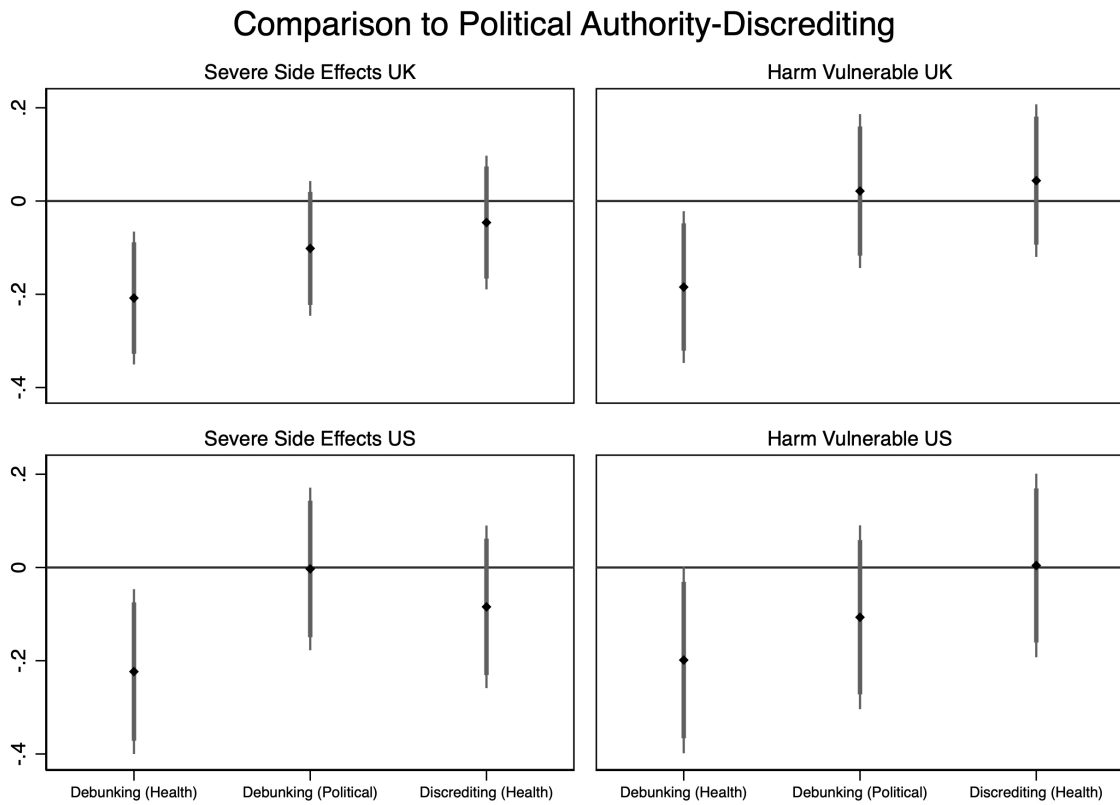 Comparison to Political Authority-Discrediting
Severe Side Effects UK
Harm Vulnerable UK
.2
0
-.2
-.4
Severe Side Effects US
Harm Vulnerable US
.2
0
-.2
-.4
Debunking (Health) Debunking (Political) Discrediting (Health) Debunking (Health) Debunking (Political) Discrediting (Health)